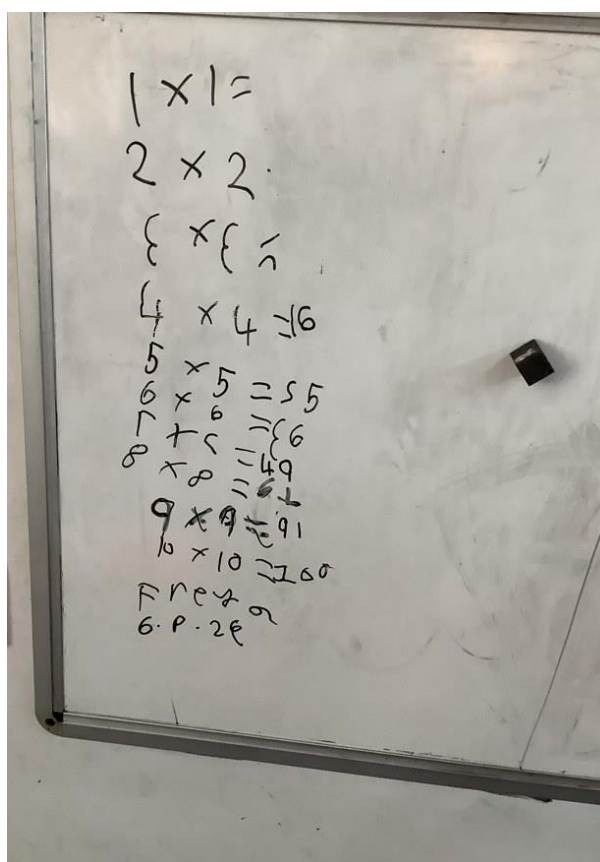 1 x 1 =
2 x 2
3 x 3 =
4 x 4 = 16
5 x 5 = 55
6 x 6 = 36
7 x 7 = 49
8 x 8 = 64
9 x 9 = 91
10 x 10 = 100
Freya
6.P.